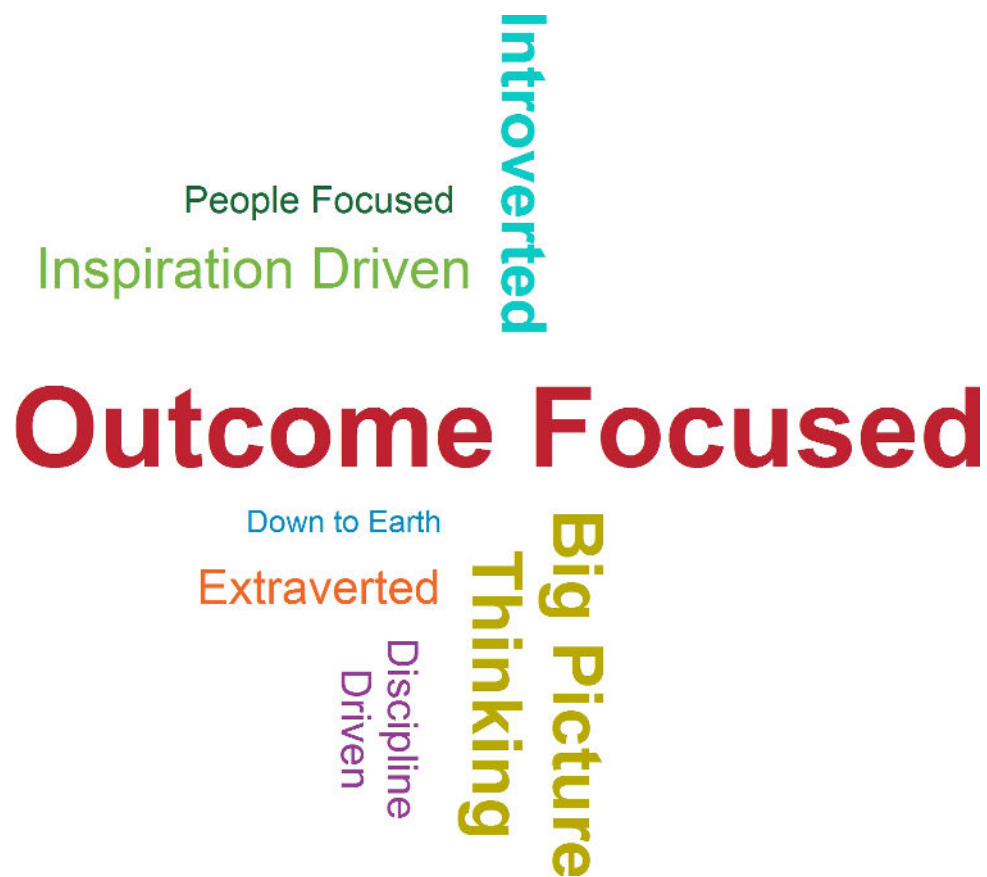 Introverted
People Focused
Inspiration Driven
Outcome Focused
Down to Earth
Extraverted
Big Picture
Thinking
Discipline
Driven